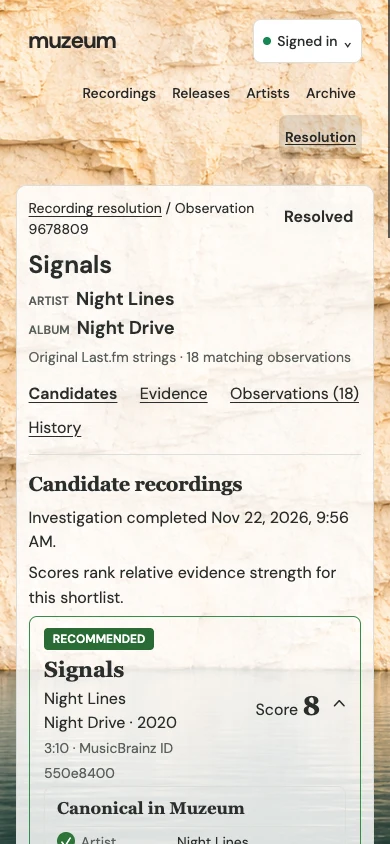 muzeum
Signed in
Recordings Releases Artists Archive
Resolution
Recording resolution / Observation
9678809
Resolved
Signals
ARTIST Night Lines
ALBUM Night Drive
Original Last.fm strings · 18 matching observations
Candidates Evidence Observations (18)
History
Candidate recordings
Investigation completed Nov 22, 2026, 9:56
AM.
Scores rank relative evidence strength for
this shortlist.
RECOMMENDED
Signals
Night Lines
Night Drive · 2020
Score 8
3:10 · MusicBrainz ID
550e8400
Canonical in Muzeum
Artist Night Lines